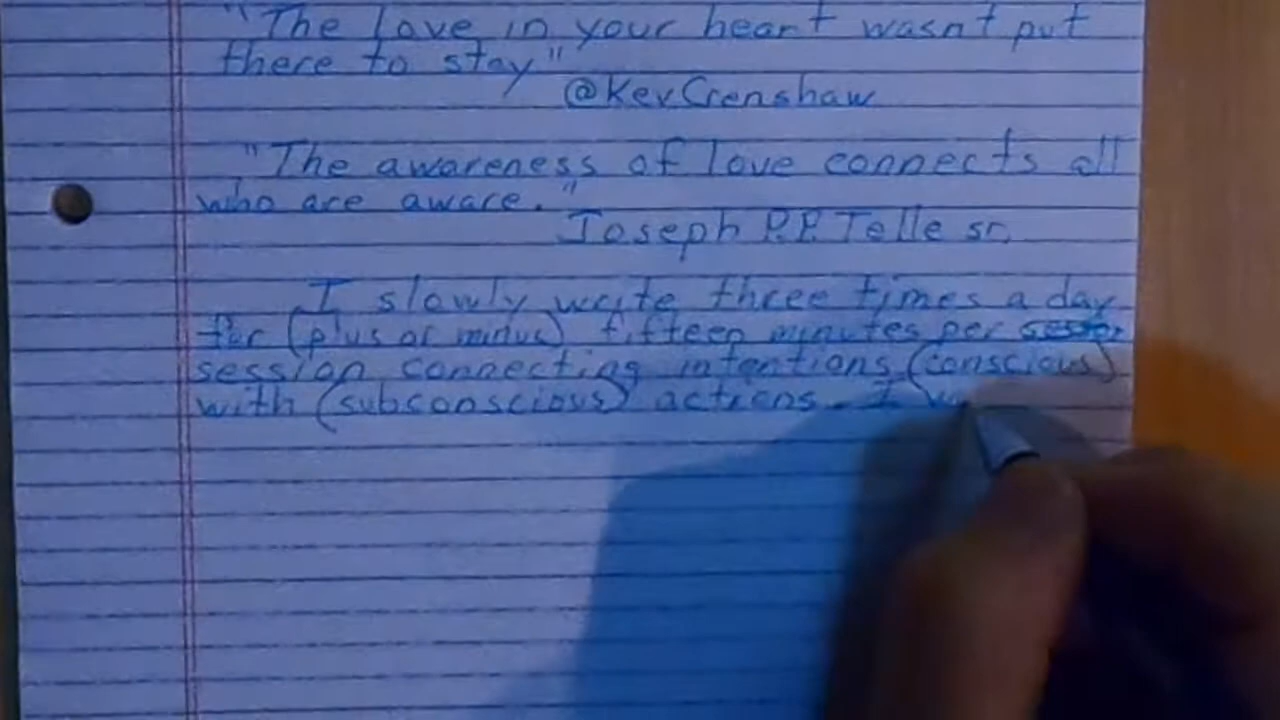 "The love in your heart wasnt put
there to stay"
@KevCrenshaw
"The awareness of love connects all
who are aware."
Joseph P.P. Telle sr.
I slowly write three times a day
for (plus or minus) fifteen minutes per
session connecting intentions (conscious)
with (subconscious) actions. I w